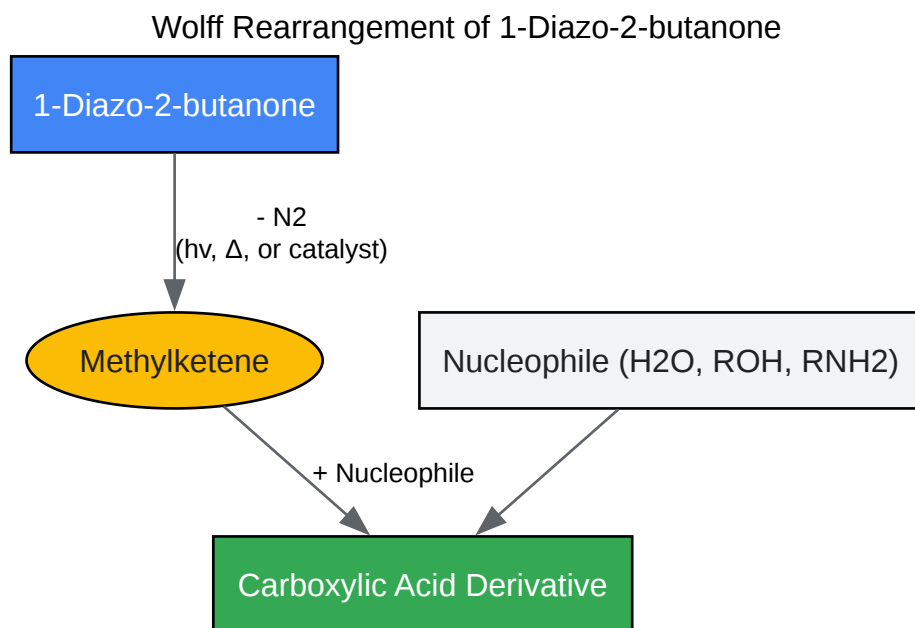 Wolff Rearrangement of 1-Diazo-2-butanone
1-Diazo-2-butanone
- N2
(hv, Δ, or catalyst)
Methylketene
Nucleophile (H2O, ROH, RNH2)
+ Nucleophile
Carboxylic Acid Derivative